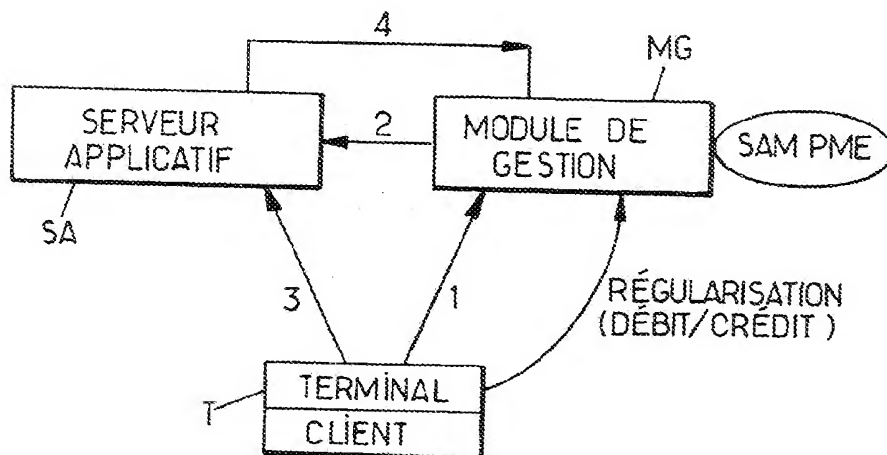 4
MG
SERVEUR
APPLICATIF
2
MODULE DE
GESTION
SAM PME
SA
3
1
RÉGULARISATION
(DÉBIT/CRÉDIT)
T
TERMINAL
CLIENT